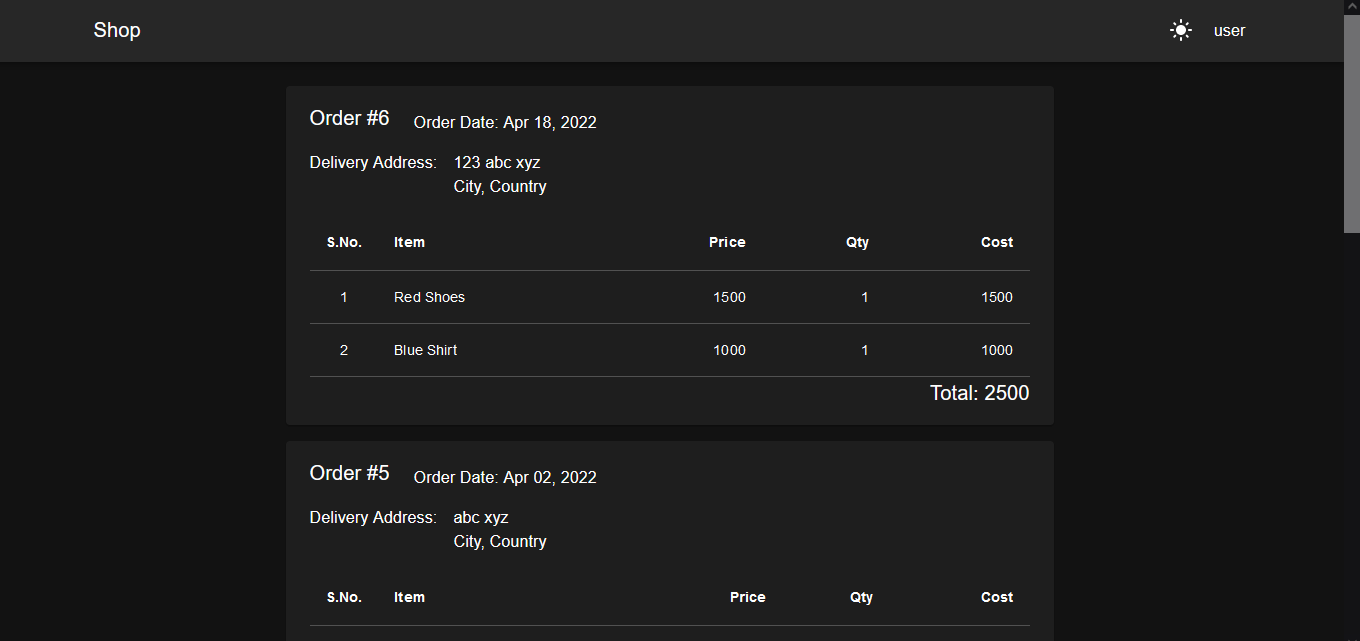 Shop user
Order #6 Order Date: Apr 18, 2022
Delivery Address: 123 abc xyz
City, Country
S.No. Item Price Qty Cost
1 Red Shoes 1500 1 1500
2 Blue Shirt 1000 1 1000
Total: 2500
Order #5 Order Date: Apr 02, 2022
Delivery Address: abc xyz
City, Country
S.No. Item Price Qty Cost